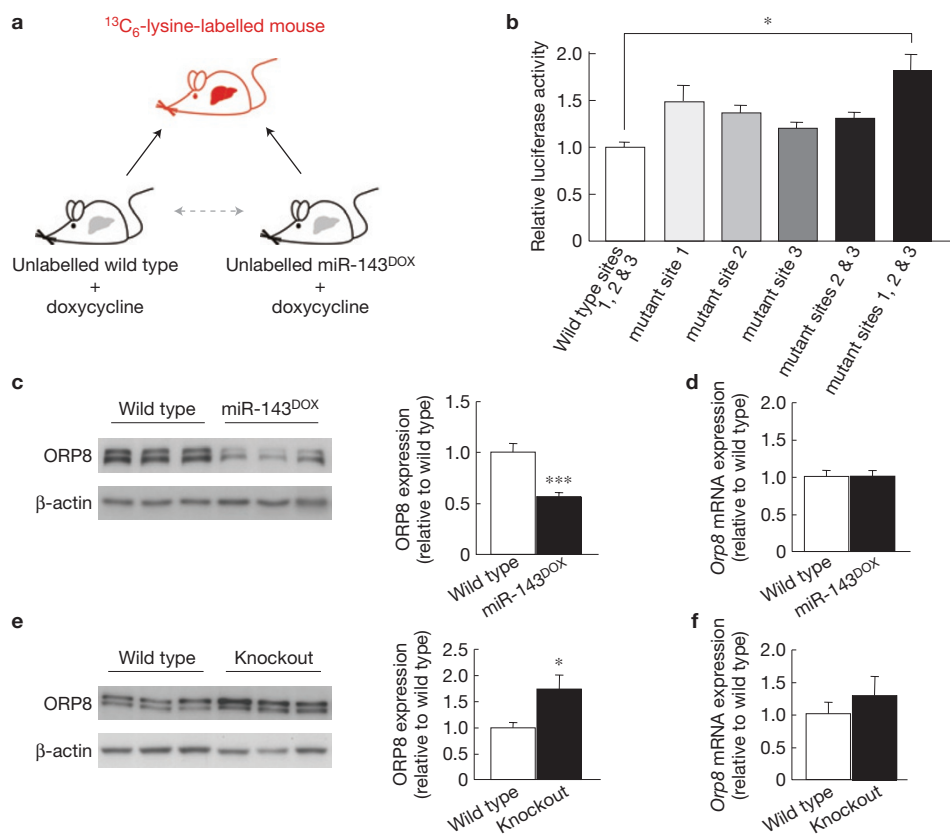 a
¹³C₆-lysine-labelled mouse
Unlabelled wild type
+
doxycycline
Unlabelled miR-143ᴰᴼˣ
+
doxycycline
b
*
Relative luciferase activity
2.0
1.5
1.0
0.5
0
Wild type sites
1, 2 & 3
mutant site 1
mutant site 2
mutant site 3
mutant sites 2 & 3
mutant sites 1, 2 & 3
c
Wild type
miR-143ᴰᴼˣ
ORP8
β-actin
ORP8 expression
(relative to wild type)
1.5
1.0
0.5
0
***
Wild type
miR-143ᴰᴼˣ
d
Orp8 mRNA expression
(relative to wild type)
2.0
1.5
1.0
0.5
0
Wild type
miR-143ᴰᴼˣ
e
Wild type
Knockout
ORP8
β-actin
ORP8 expression
(relative to wild type)
2.5
2.0
1.5
1.0
0.5
0
*
Wild type
Knockout
f
Orp8 mRNA expression
(relative to wild type)
2.0
1.5
1.0
0.5
0
Wild type
Knockout